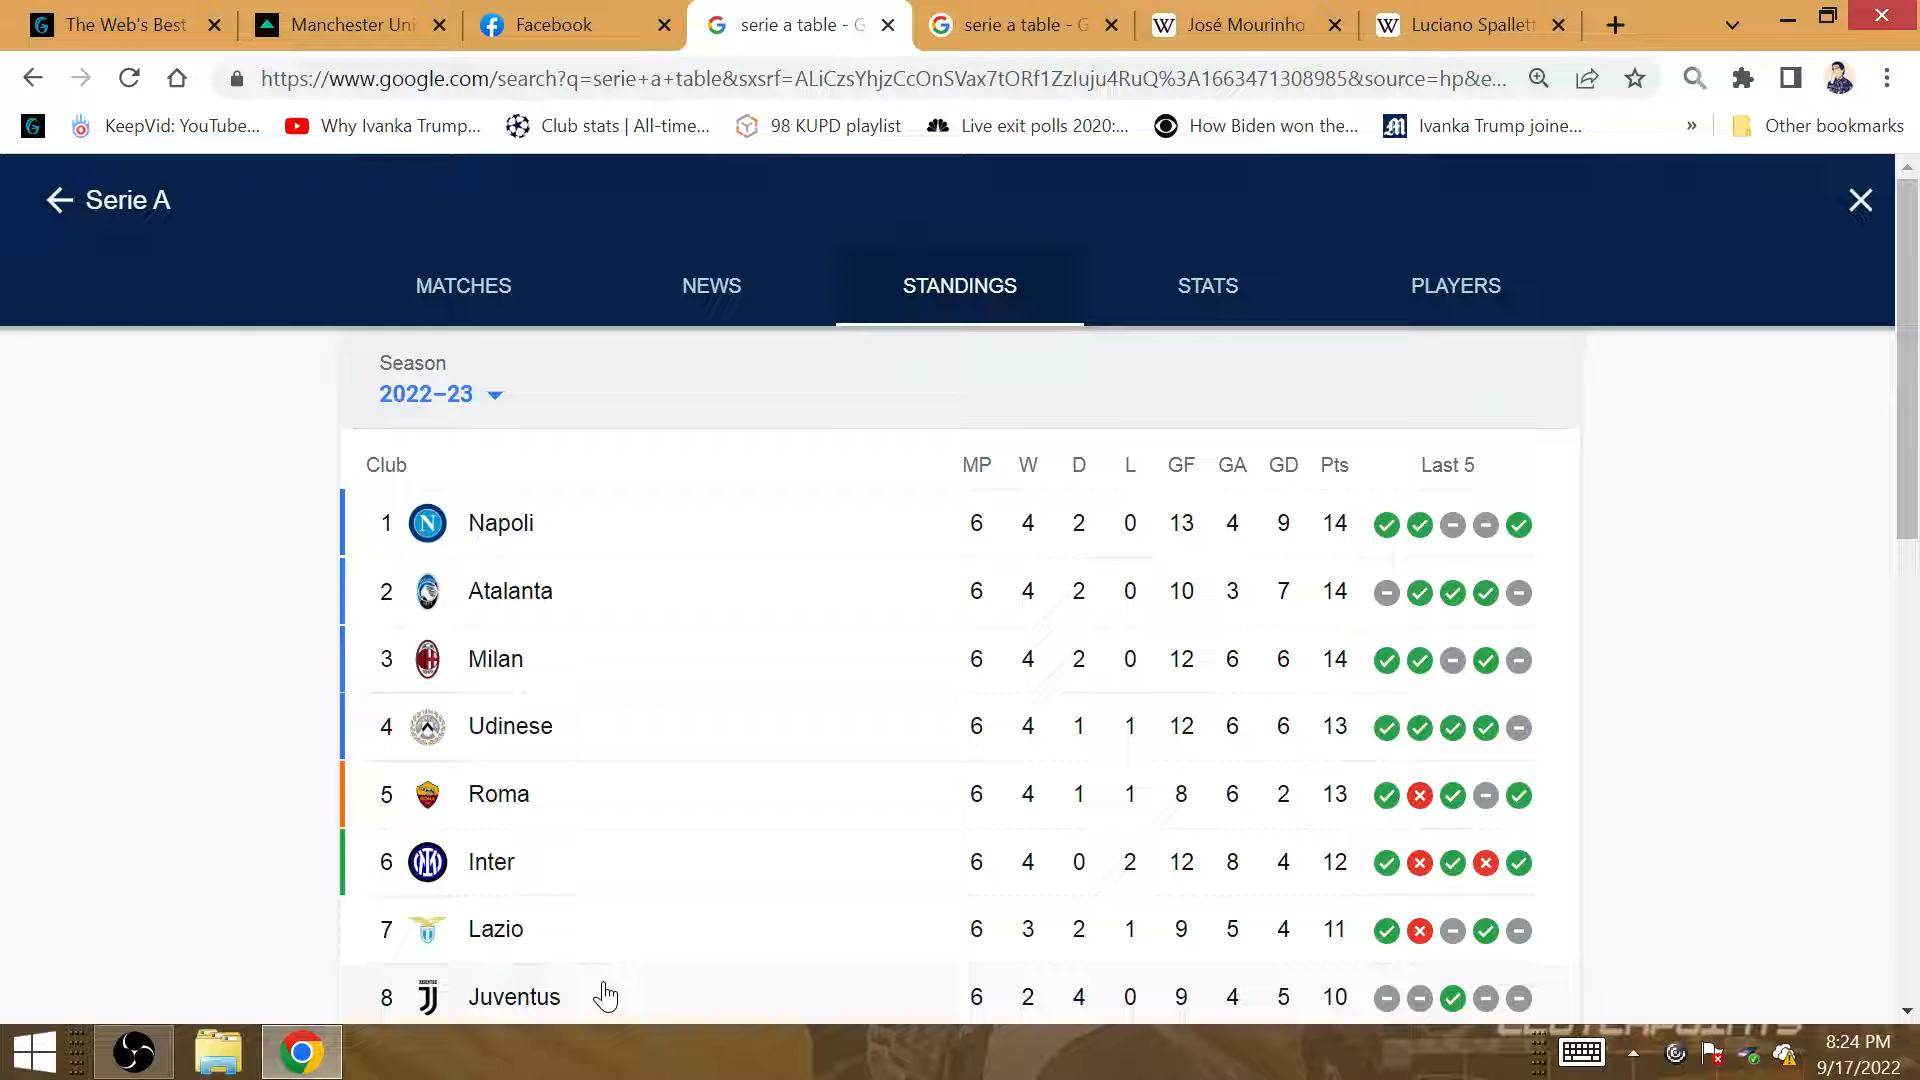 The Web's Best
Manchester Uni
Facebook
serie a table - G
serie a table - G
José Mourinho
Luciano Spallett
https://www.google.com/search?q=serie+a+table&sxsrf=ALiCzsYhjzCcOnSVax7tORf1ZzIuju4RuQ%3A1663471308985&source=hp&e...
KeepVid: YouTube...
Why Ivanka Trump...
Club stats | All-time...
98 KUPD playlist
Live exit polls 2020:...
How Biden won the...
Ivanka Trump joine...
»
Other bookmarks
Serie A
MATCHES
NEWS
STANDINGS
STATS
PLAYERS
Season
2022–23
Club MP W D L GF GA GD Pts Last 5
1 Napoli 6 4 2 0 13 4 9 14
2 Atalanta 6 4 2 0 10 3 7 14
3 Milan 6 4 2 0 12 6 6 14
4 Udinese 6 4 1 1 12 6 6 13
5 Roma 6 4 1 1 8 6 2 13
6 Inter 6 4 0 2 12 8 4 12
7 Lazio 6 3 2 1 9 5 4 11
8 Juventus 6 2 4 0 9 4 5 10
8:24 PM
9/17/2022